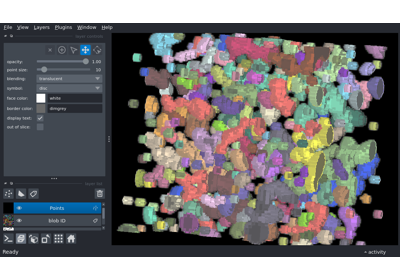 File View Layers Plugins Window Help
opacity: 1.00
point size: 10
blending: translucent
symbol: disc
face color: white
border color: dimgrey
display text: ✓
out of slice:
Points
blob ID
Ready activity